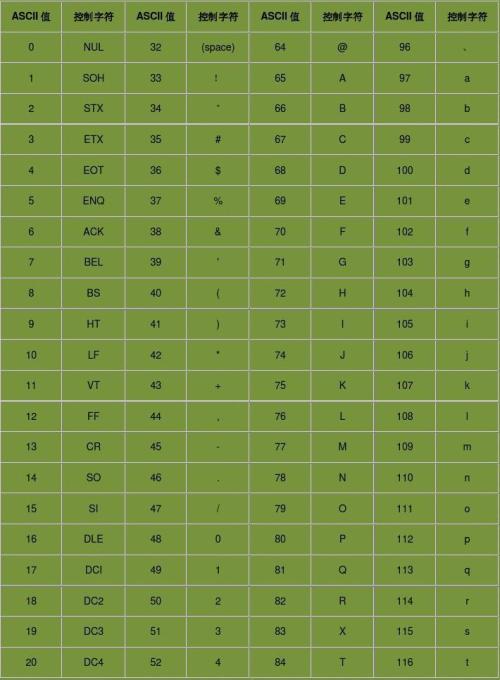 ASCII 值 控制字符 ASCII 值 控制字符 ASCII 值 控制字符 ASCII 值 控制字符
0 NUL 32 (space) 64 @ 96 、
1 SOH 33 ! 65 A 97 a
2 STX 34 " 66 B 98 b
3 ETX 35 # 67 C 99 c
4 EOT 36 $ 68 D 100 d
5 ENQ 37 % 69 E 101 e
6 ACK 38 & 70 F 102 f
7 BEL 39 ' 71 G 103 g
8 BS 40 ( 72 H 104 h
9 HT 41 ) 73 I 105 i
10 LF 42 * 74 J 106 j
11 VT 43 + 75 K 107 k
12 FF 44 , 76 L 108 l
13 CR 45 - 77 M 109 m
14 SO 46 . 78 N 110 n
15 SI 47 / 79 O 111 o
16 DLE 48 0 80 P 112 p
17 DCI 49 1 81 Q 113 q
18 DC2 50 2 82 R 114 r
19 DC3 51 3 83 X 115 s
20 DC4 52 4 84 T 116 t